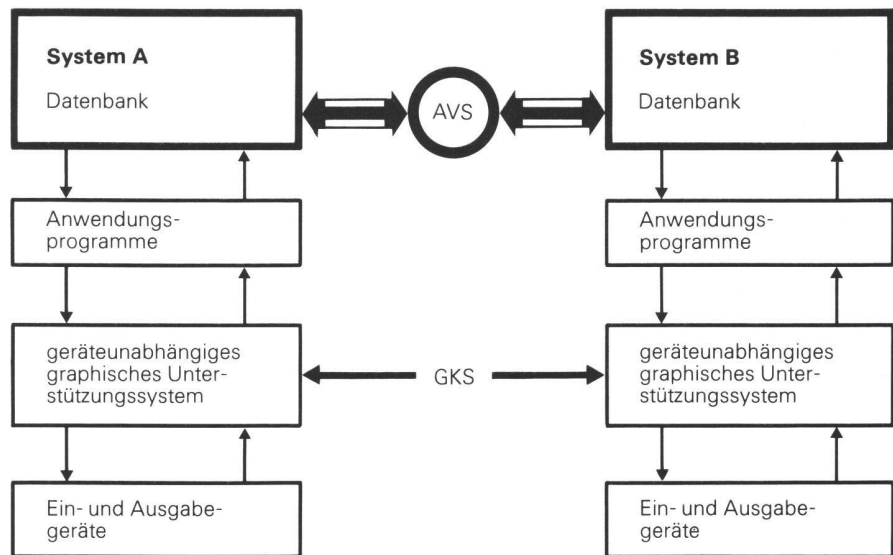 System A
Datenbank
AVS
System B
Datenbank
Anwendungs-
programme
Anwendungs-
programme
geräteunabhängiges
graphisches Unter-
stützungssystem
GKS
geräteunabhängiges
graphisches Unter-
stützungssystem
Ein- und Ausgabe-
geräte
Ein- und Ausgabe-
geräte